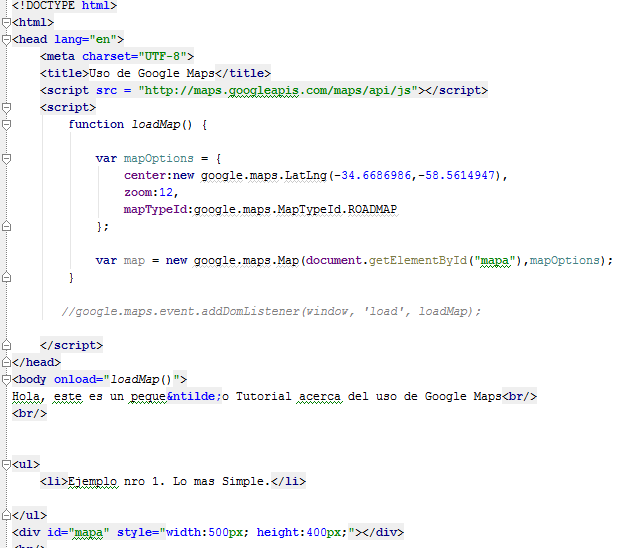 <!DOCTYPE html>
<html>
<head lang="en">
<meta charset="UTF-8">
<title>Uso de Google Maps</title>
<script src = "http://maps.googleapis.com/maps/api/js"></script>
<script>
function loadMap() {
var mapOptions = {
center:new google.maps.LatLng(-34.6686986,-58.5614947),
zoom:12,
mapTypeId:google.maps.MapTypeId.ROADMAP
};
var map = new google.maps.Map(document.getElementById("mapa"),mapOptions);
}
//google.maps.event.addDomListener(window, 'load', loadMap);
</script>
</head>
<body onload="loadMap()">
Hola, este es un peque&ntilde;o Tutorial acerca del uso de Google Maps<br/>
<br/>
<ul>
<li>Ejemplo nro 1. Lo mas Simple.</li>
</ul>
<div id="mapa" style="width:500px; height:400px;"></div>
<br/>